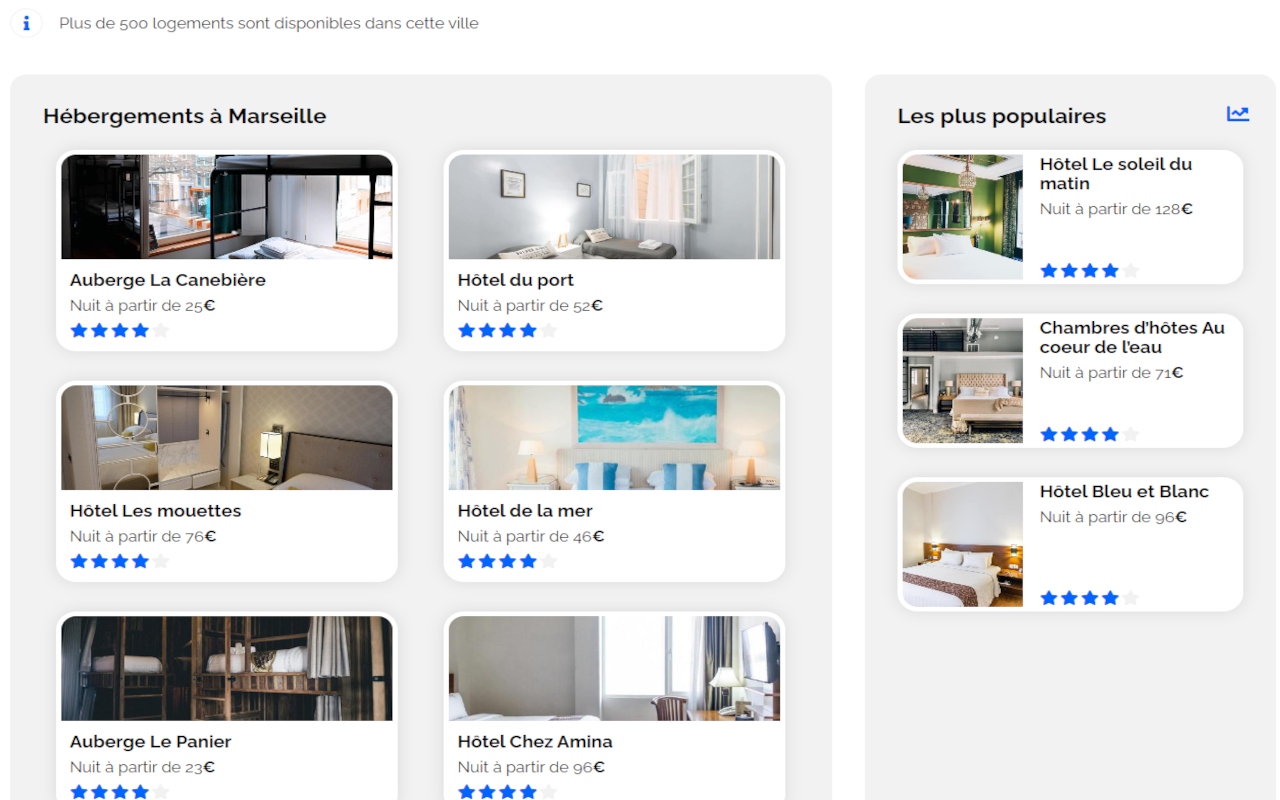 Plus de 500 logements sont disponibles dans cette ville
Hébergements à Marseille
Auberge La Canebière
Nuit à partir de 25€
Hôtel du port
Nuit à partir de 52€
Hôtel Les mouettes
Nuit à partir de 76€
Hôtel de la mer
Nuit à partir de 46€
Auberge Le Panier
Nuit à partir de 23€
Hôtel Chez Amina
Nuit à partir de 96€
Les plus populaires
Hôtel Le soleil du
matin
Nuit à partir de 128€
Chambres d'hôtes Au
coeur de l'eau
Nuit à partir de 71€
Hôtel Bleu et Blanc
Nuit à partir de 96€